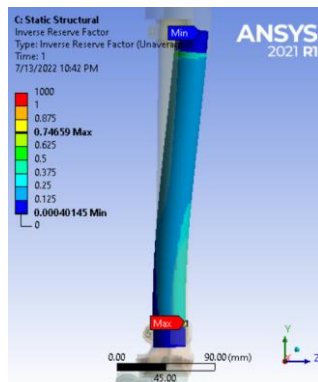 C: Static Structural
Inverse Reserve Factor
Type: Inverse Reserve Factor (Unavera
Time: 1
7/13/2022 10:42 PM
ANSYS
2021 R1
Min
1000
1
0.875
0.74659 Max
0.625
0.5
0.375
0.25
0.125
0.00040145 Min
0
Max
0.00
90.00 (mm)
45.00
Y
Z